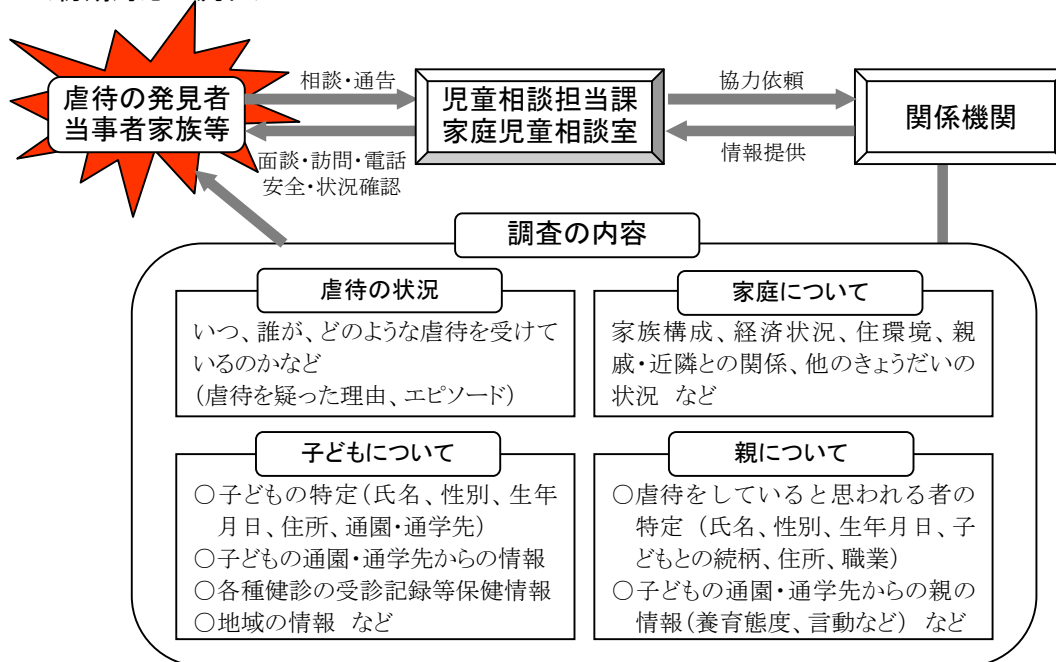 虐待の発見者
当事者家族等
相談・通告
面談・訪問・電話
安全・状況確認
児童相談担当課
家庭児童相談室
協力依頼
情報提供
関係機関
調査の内容
虐待の状況
いつ、誰が、どのような虐待を受けて
いるのかなど
(虐待を疑った理由、エピソード)
家庭について
家族構成、経済状況、住環境、親
戚・近隣との関係、他のきょうだいの
状況 など
子どもについて
○子どもの特定(氏名、性別、生年
月日、住所、通園・通学先)
○子どもの通園・通学先からの情報
○各種健診の受診記録等保健情報
○地域の情報 など
親について
○虐待をしていると思われる者の
特定 (氏名、性別、生年月日、子
どもとの続柄、住所、職業)
○子どもの通園・通学先からの親の
情報(養育態度、言動など) など